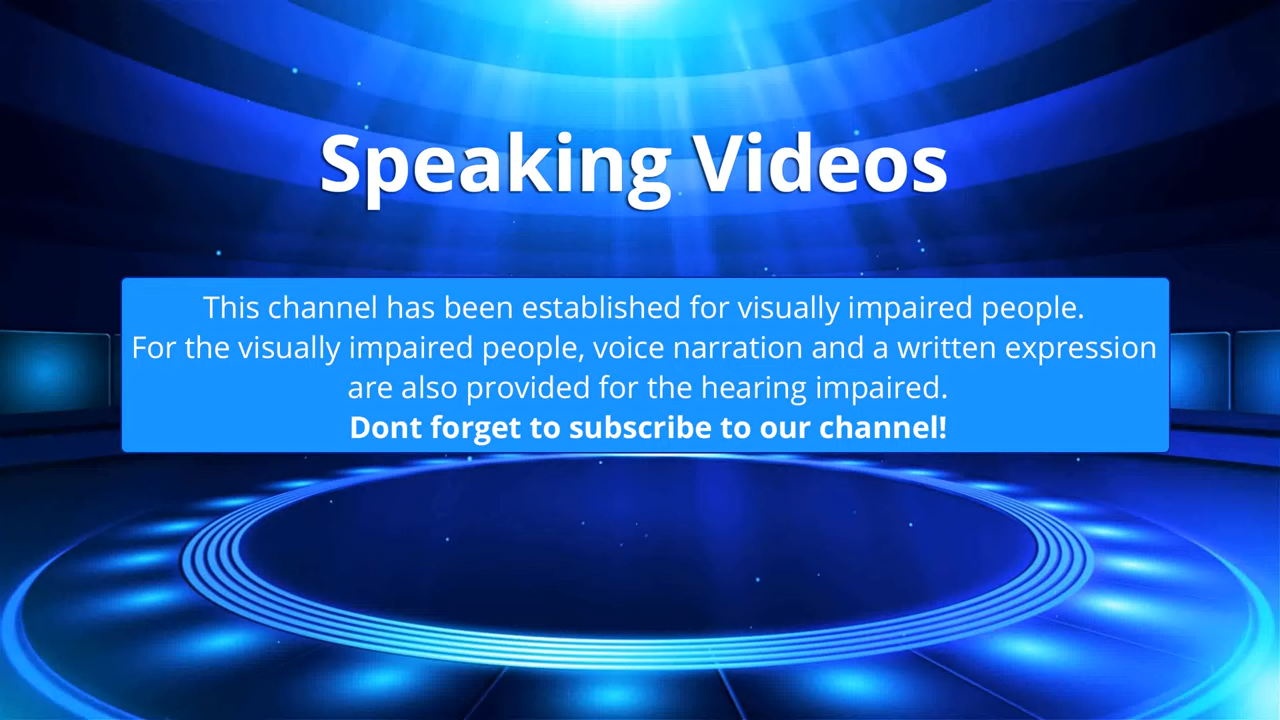 Speaking Videos
This channel has been established for visually impaired people.
For the visually impaired people, voice narration and a written expression
are also provided for the hearing impaired.
Dont forget to subscribe to our channel!